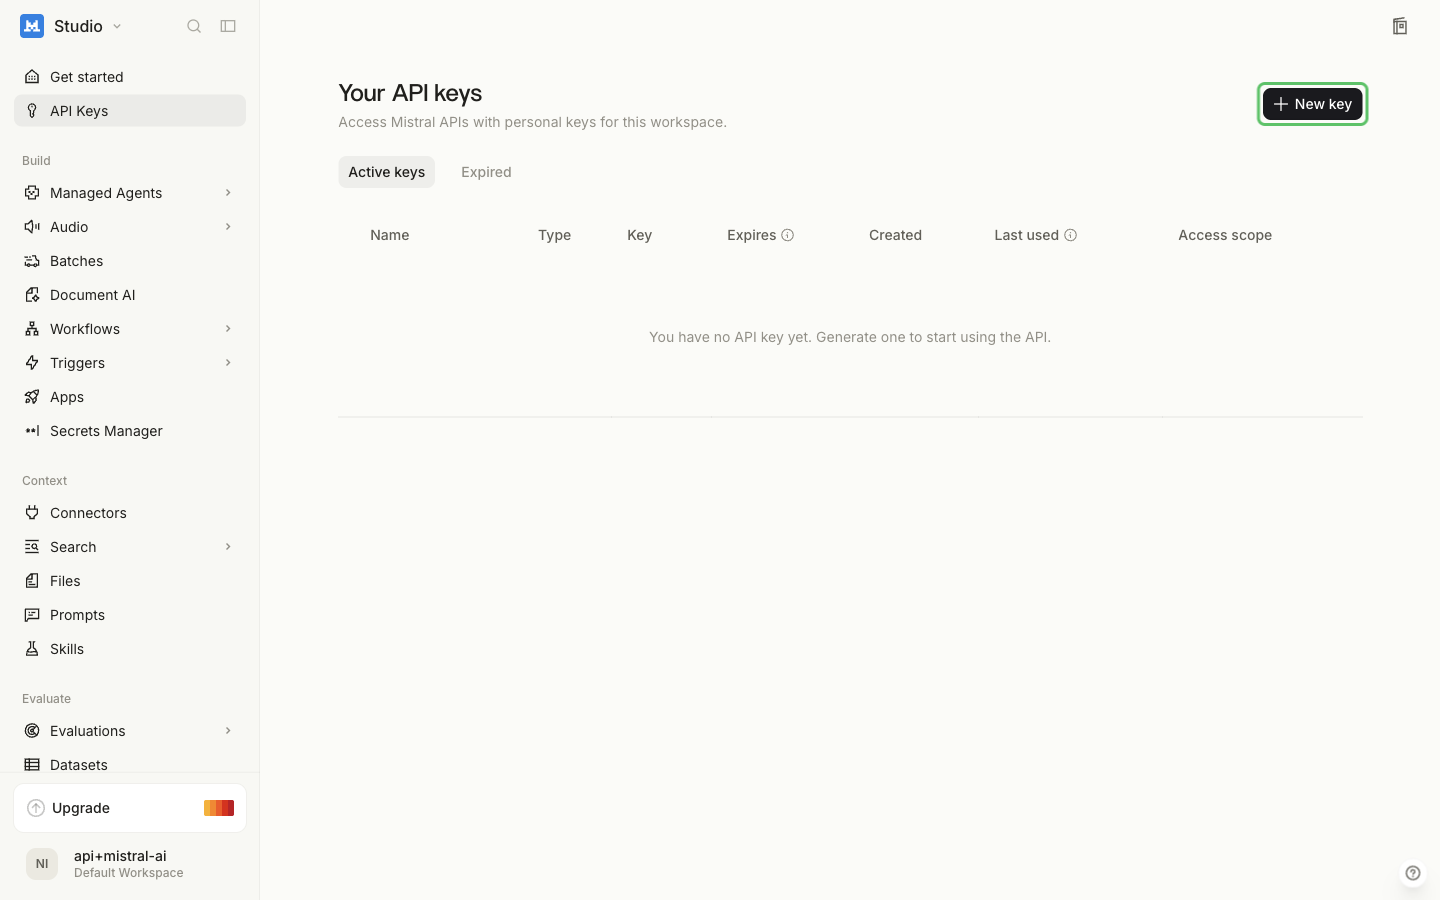 Studio
Get started
API Keys
Build
Managed Agents
Audio
Batches
Document AI
Workflows
Triggers
Apps
Secrets Manager
Context
Connectors
Search
Files
Prompts
Skills
Evaluate
Evaluations
Datasets
Upgrade
NI
api+mistral-ai
Default Workspace
Your API keys
Access Mistral APIs with personal keys for this workspace.
New key
Active keys Expired
Name Type Key Expires Created Last used Access scope
You have no API key yet. Generate one to start using the API.